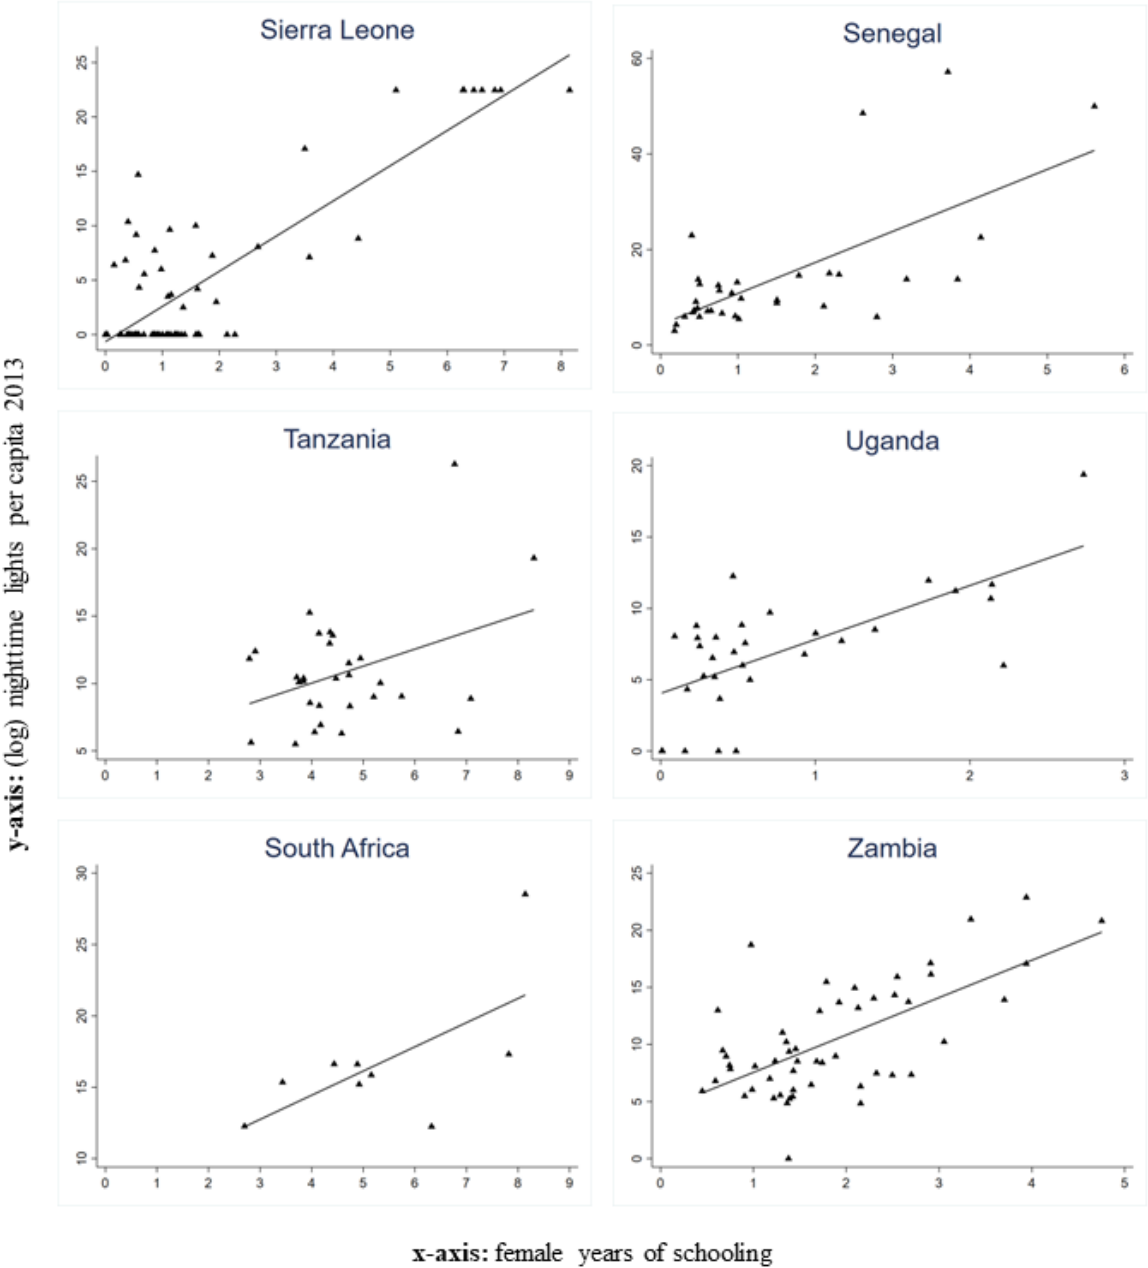 Sierra Leone
25
20
15
10
5
0
0 1 2 3 4 5 6 7 8
Senegal
60
40
20
0
0 1 2 3 4 5 6
Tanzania
25
20
15
10
5
0 1 2 3 4 5 6 7 8 9
Uganda
20
15
10
5
0
0 1 2 3
South Africa
30
25
20
15
10
0 1 2 3 4 5 6 7 8 9
Zambia
25
20
15
10
5
0
0 1 2 3 4 5
y-axis: (log) nighttime lights per capita 2013
x-axis: female years of schooling